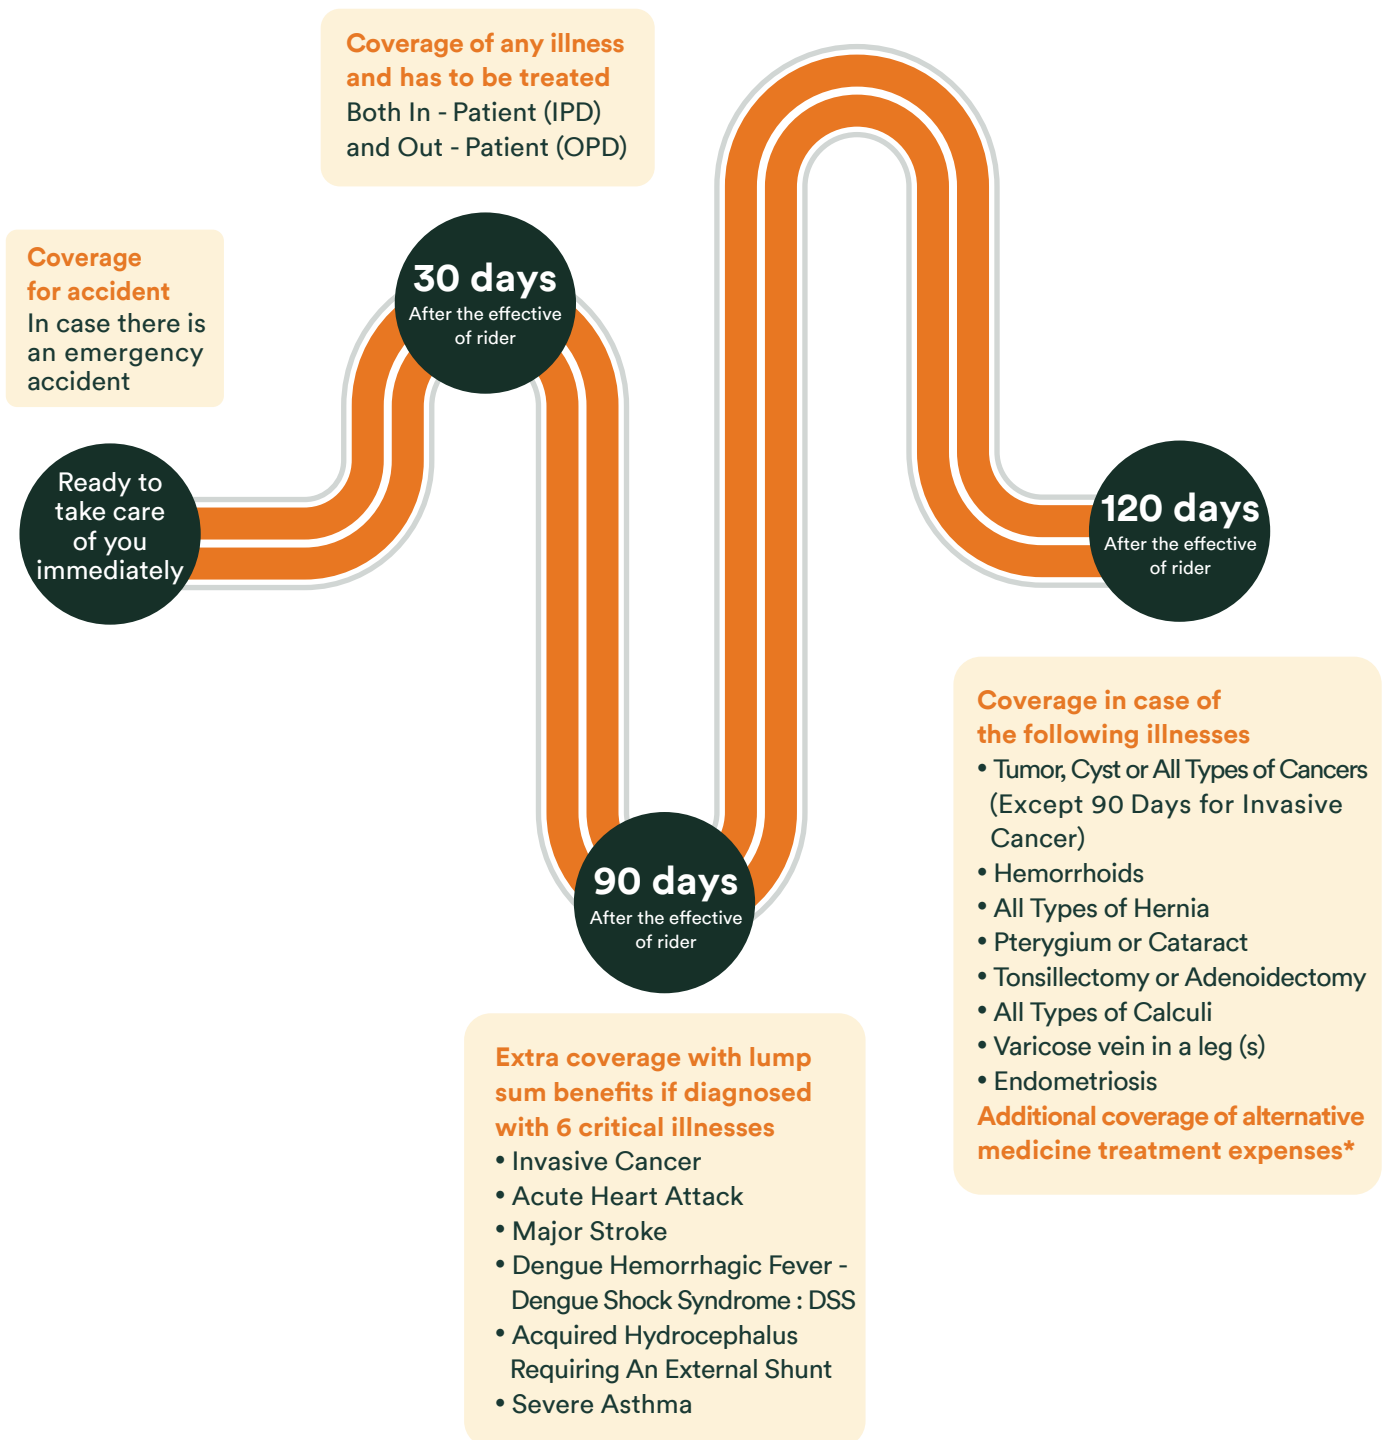 Coverage
for accident
In case there is
an emergency
accident
Ready to
take care
of you
immediately
Coverage of any illness
and has to be treated
Both In - Patient (IPD)
and Out - Patient (OPD)
30 days
After the effective
of rider
90 days
After the effective
of rider
Extra coverage with lump
sum benefits if diagnosed
with 6 critical illnesses
• Invasive Cancer
• Acute Heart Attack
• Major Stroke
• Dengue Hemorrhagic Fever -
Dengue Shock Syndrome : DSS
• Acquired Hydrocephalus
Requiring An External Shunt
• Severe Asthma
120 days
After the effective
of rider
Coverage in case of
the following illnesses
• Tumor, Cyst or All Types of Cancers
(Except 90 Days for Invasive
Cancer)
• Hemorrhoids
• All Types of Hernia
• Pterygium or Cataract
• Tonsillectomy or Adenoidectomy
• All Types of Calculi
• Varicose vein in a leg (s)
• Endometriosis
Additional coverage of alternative
medicine treatment expenses*